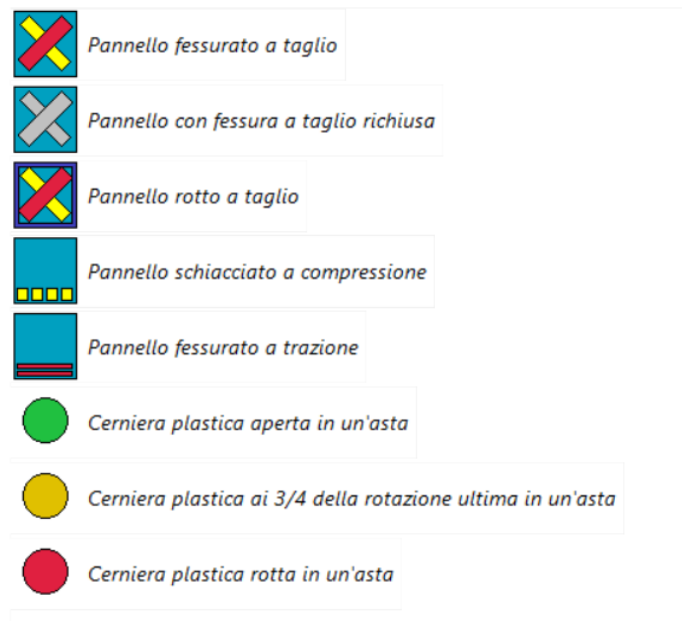 Pannello fessurato a taglio
Pannello con fessura a taglio richiusa
Pannello rotto a taglio
Pannello schiacciato a compressione
Pannello fessurato a trazione
Cerniera plastica aperta in un'asta
Cerniera plastica ai 3/4 della rotazione ultima in un'asta
Cerniera plastica rotta in un'asta